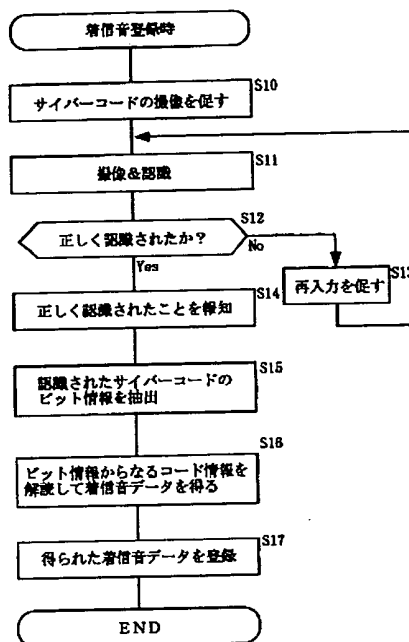 着信音登録時
S10
サイバーコードの撮像を促す
S11
撮像&認識
S12
正しく認識されたか?
No
Yes
S13
再入力を促す
S14
正しく認識されたことを報知
S15
認識されたサイバーコードの
ビット情報を抽出
S16
ビット情報からなるコード情報を
解読して着信音データを得る
S17
得られた着信音データを登録
END